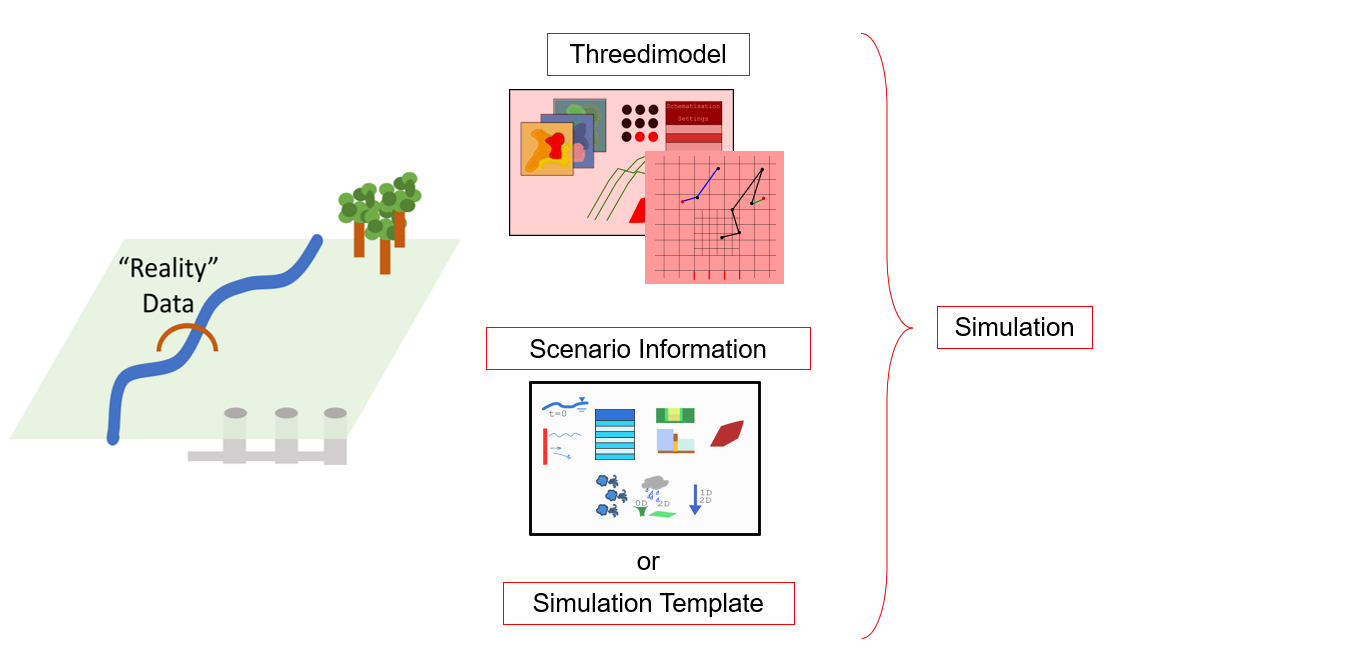 Threedimodel
Schematisation
Settings
“Reality”
Data
Simulation
Scenario Information
t=0
1D
2D
0D 2D
or
Simulation Template